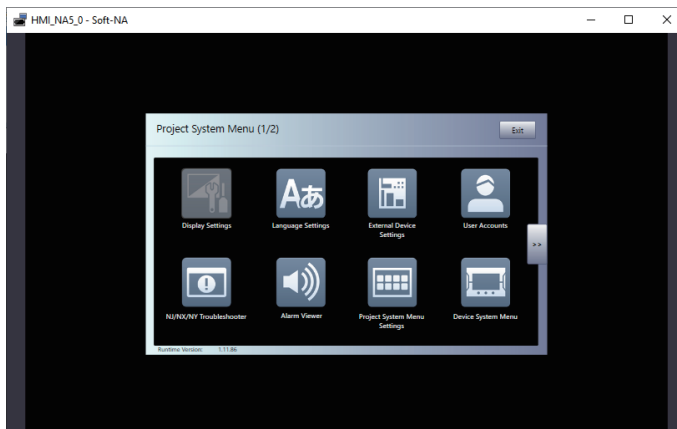 HMI_NA5_0 - Soft-NA
Project System Menu (1/2)
Exit
Aあ
Display Settings
Language Settings
External Device
Settings
User Accounts
>>
NJ/NX/NY Troubleshooter
Alarm Viewer
Project System Menu
Settings
Device System Menu
Runtime Version: 1.11.86